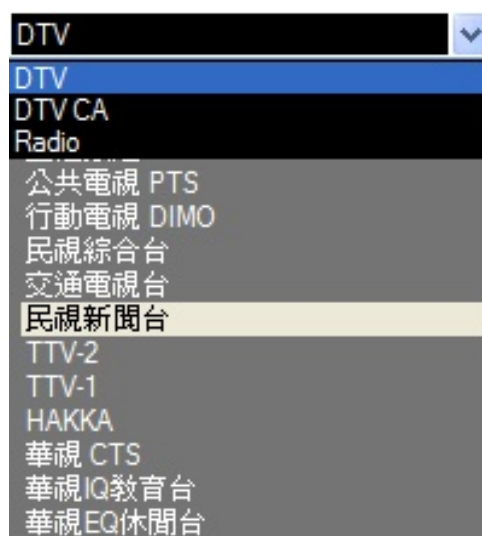 DTV
DTV
DTV CA
Radio
公共電視 PTS
行動電視 DIMO
民視綜合台
交通電視台
民視新聞台
TTV-2
TTV-1
HAKKA
華視 CTS
華視IQ教育台
華視EQ休閒台